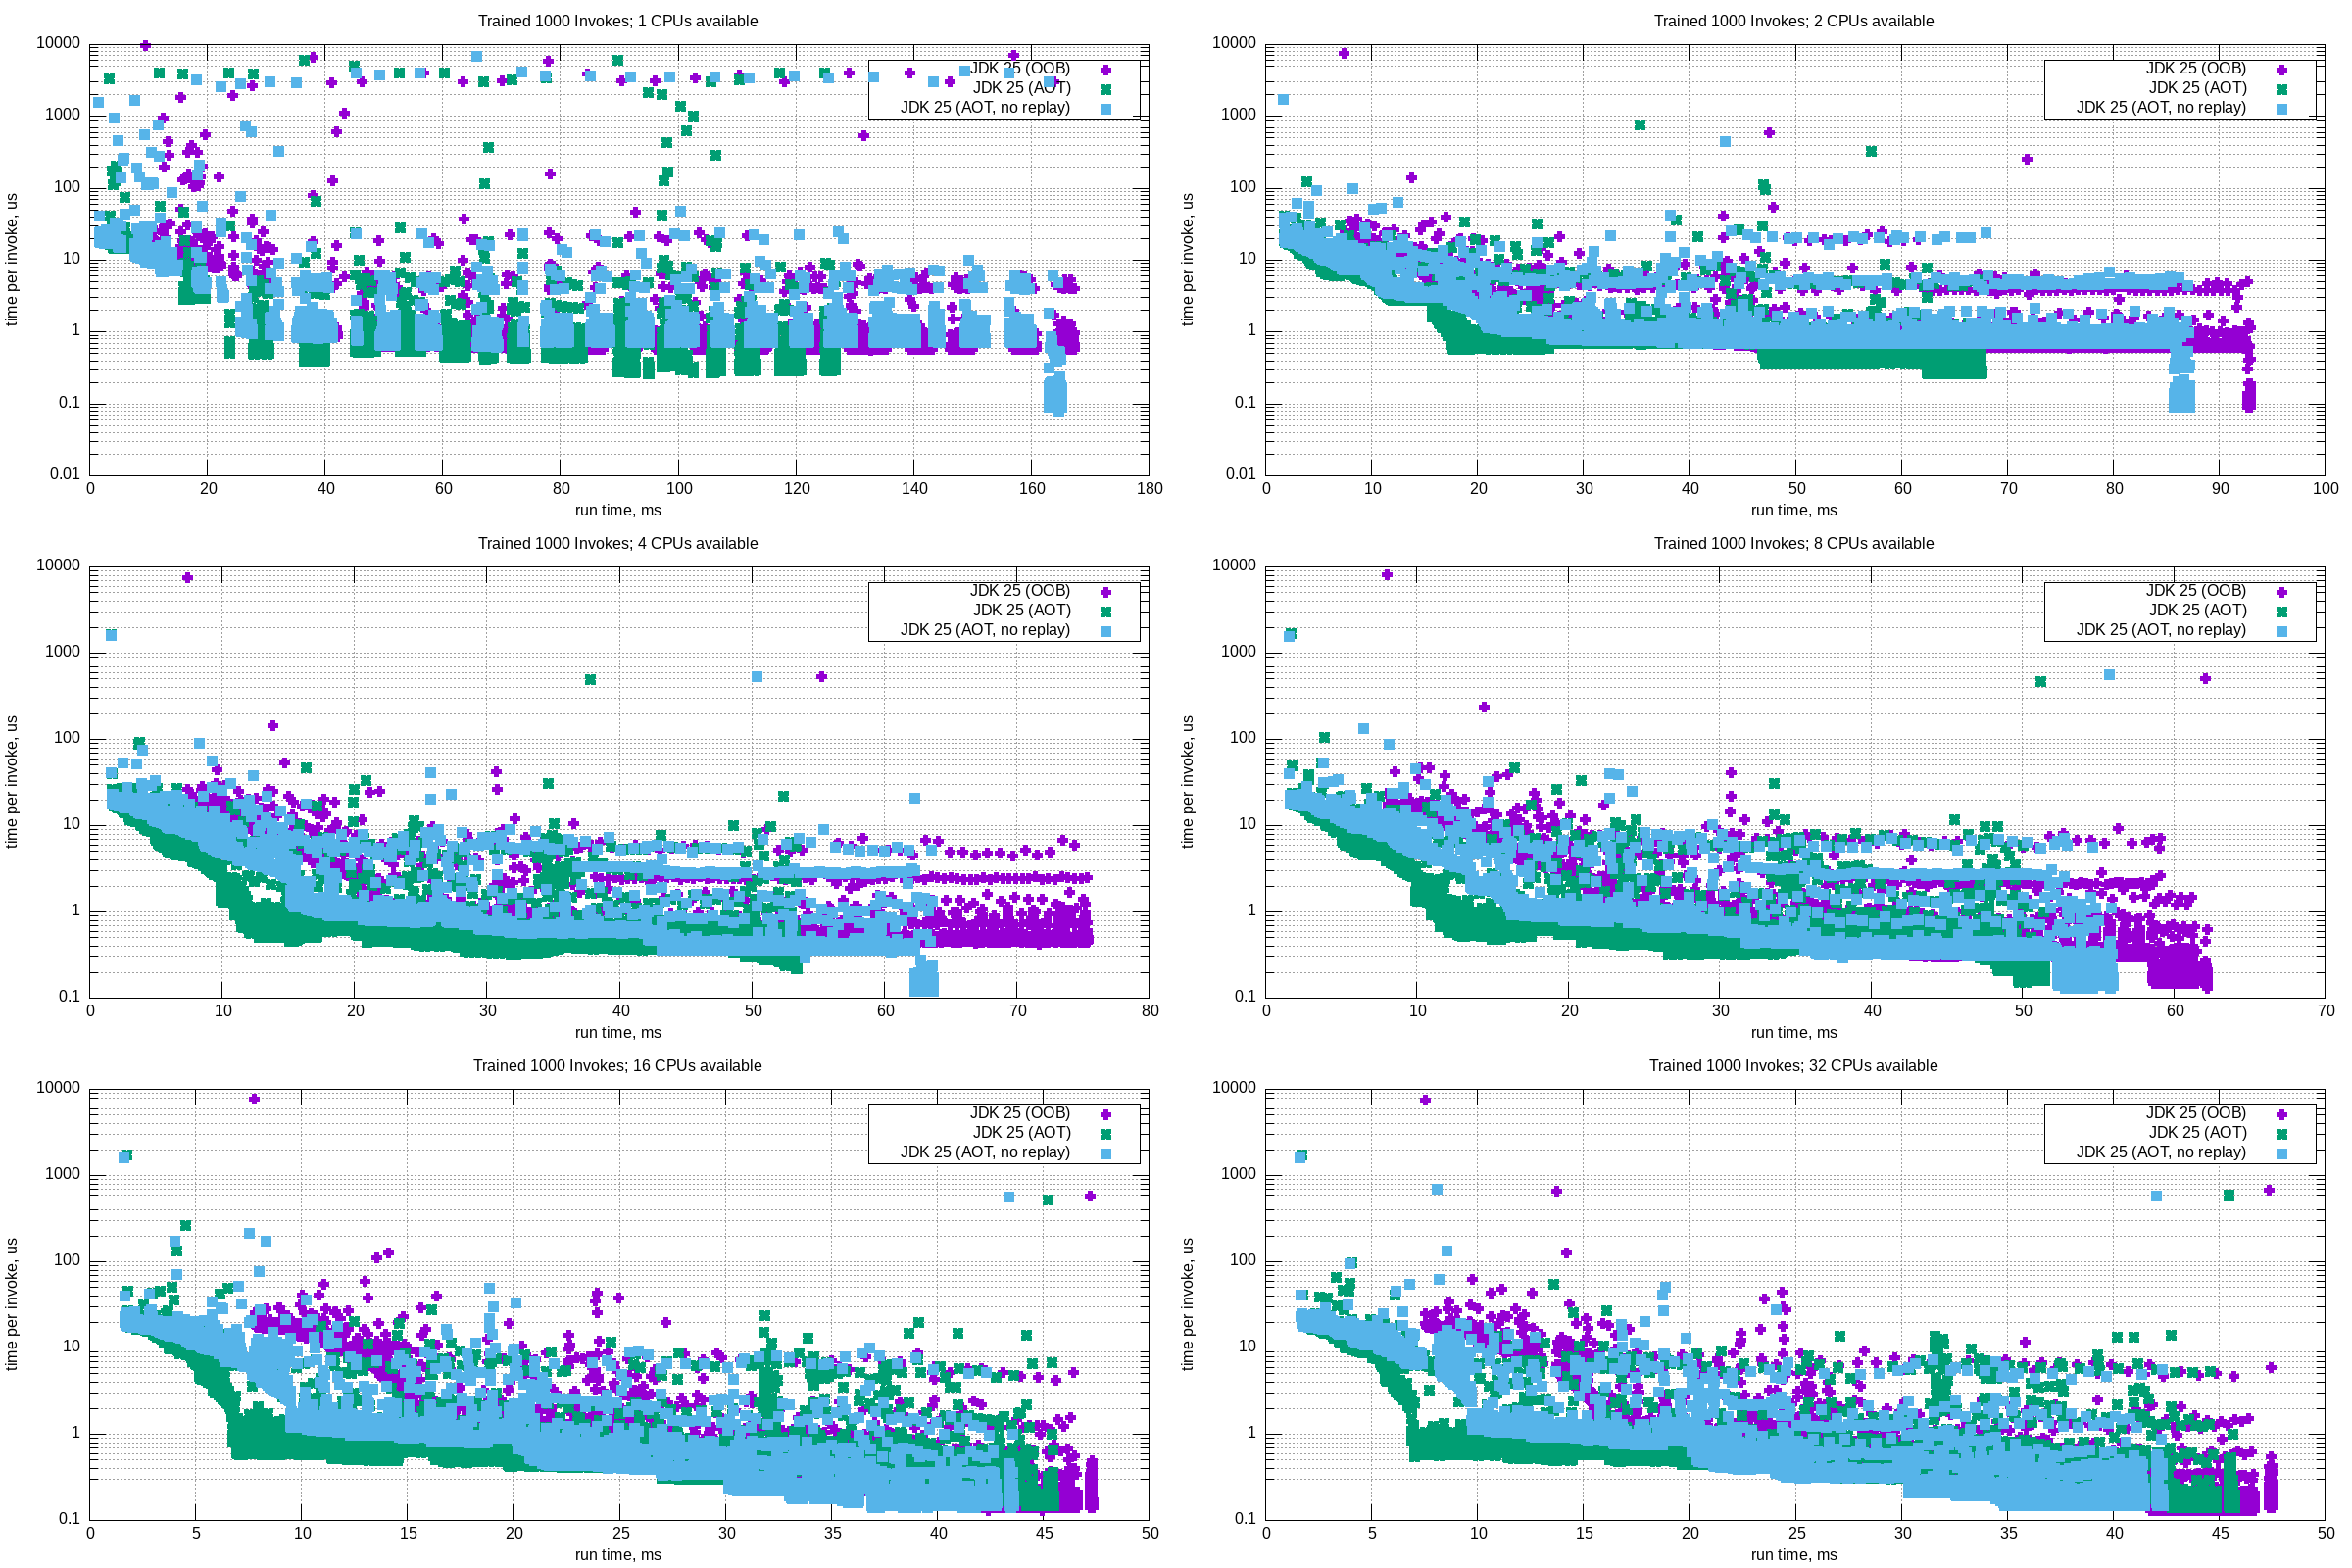 Trained 1000 Invokes; 1 CPUs available
10000
1000
100
10
1
0.1
0.01
time per invoke, us
JDK 25 (OOB)
JDK 25 (AOT)
JDK 25 (AOT, no replay)
0 20 40 60 80 100 120 140 160 180
run time, ms
Trained 1000 Invokes; 2 CPUs available
10000
1000
100
10
1
0.1
0.01
time per invoke, us
JDK 25 (OOB)
JDK 25 (AOT)
JDK 25 (AOT, no replay)
0 10 20 30 40 50 60 70 80 90 100
run time, ms
Trained 1000 Invokes; 4 CPUs available
10000
1000
100
10
1
0.1
time per invoke, us
JDK 25 (OOB)
JDK 25 (AOT)
JDK 25 (AOT, no replay)
0 10 20 30 40 50 60 70 80
run time, ms
Trained 1000 Invokes; 8 CPUs available
10000
1000
100
10
1
0.1
time per invoke, us
JDK 25 (OOB)
JDK 25 (AOT)
JDK 25 (AOT, no replay)
0 10 20 30 40 50 60 70
run time, ms
Trained 1000 Invokes; 16 CPUs available
10000
1000
100
10
1
0.1
time per invoke, us
JDK 25 (OOB)
JDK 25 (AOT)
JDK 25 (AOT, no replay)
0 5 10 15 20 25 30 35 40 45 50
run time, ms
Trained 1000 Invokes; 32 CPUs available
10000
1000
100
10
1
0.1
time per invoke, us
JDK 25 (OOB)
JDK 25 (AOT)
JDK 25 (AOT, no replay)
0 5 10 15 20 25 30 35 40 45 50
run time, ms